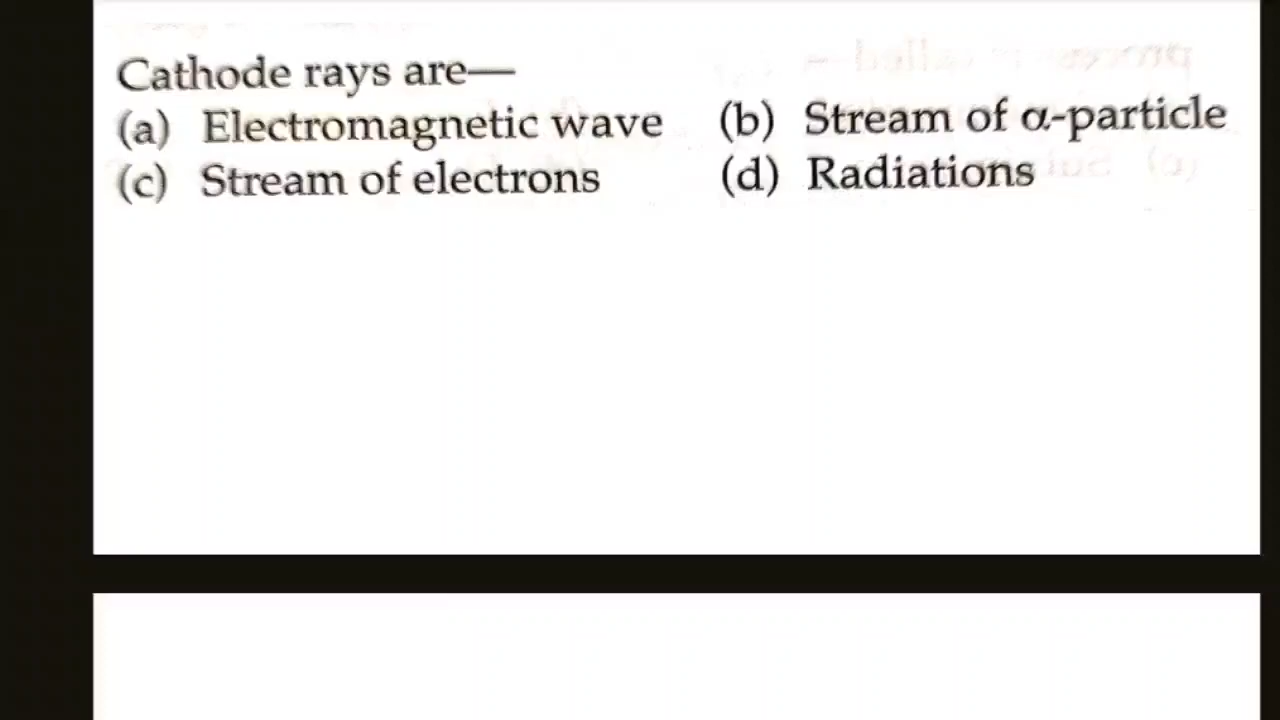 Cathode rays are—
(a) Electromagnetic wave (b) Stream of α-particle
(c) Stream of electrons (d) Radiations